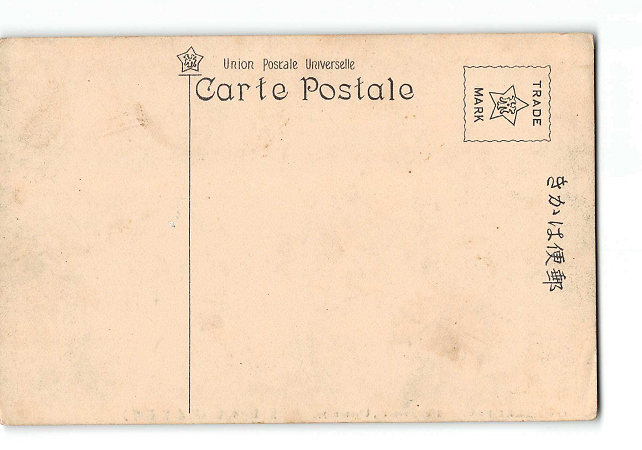 Union Postale Universelle
Carte Postale
TRADE
MARK
きかは便郵